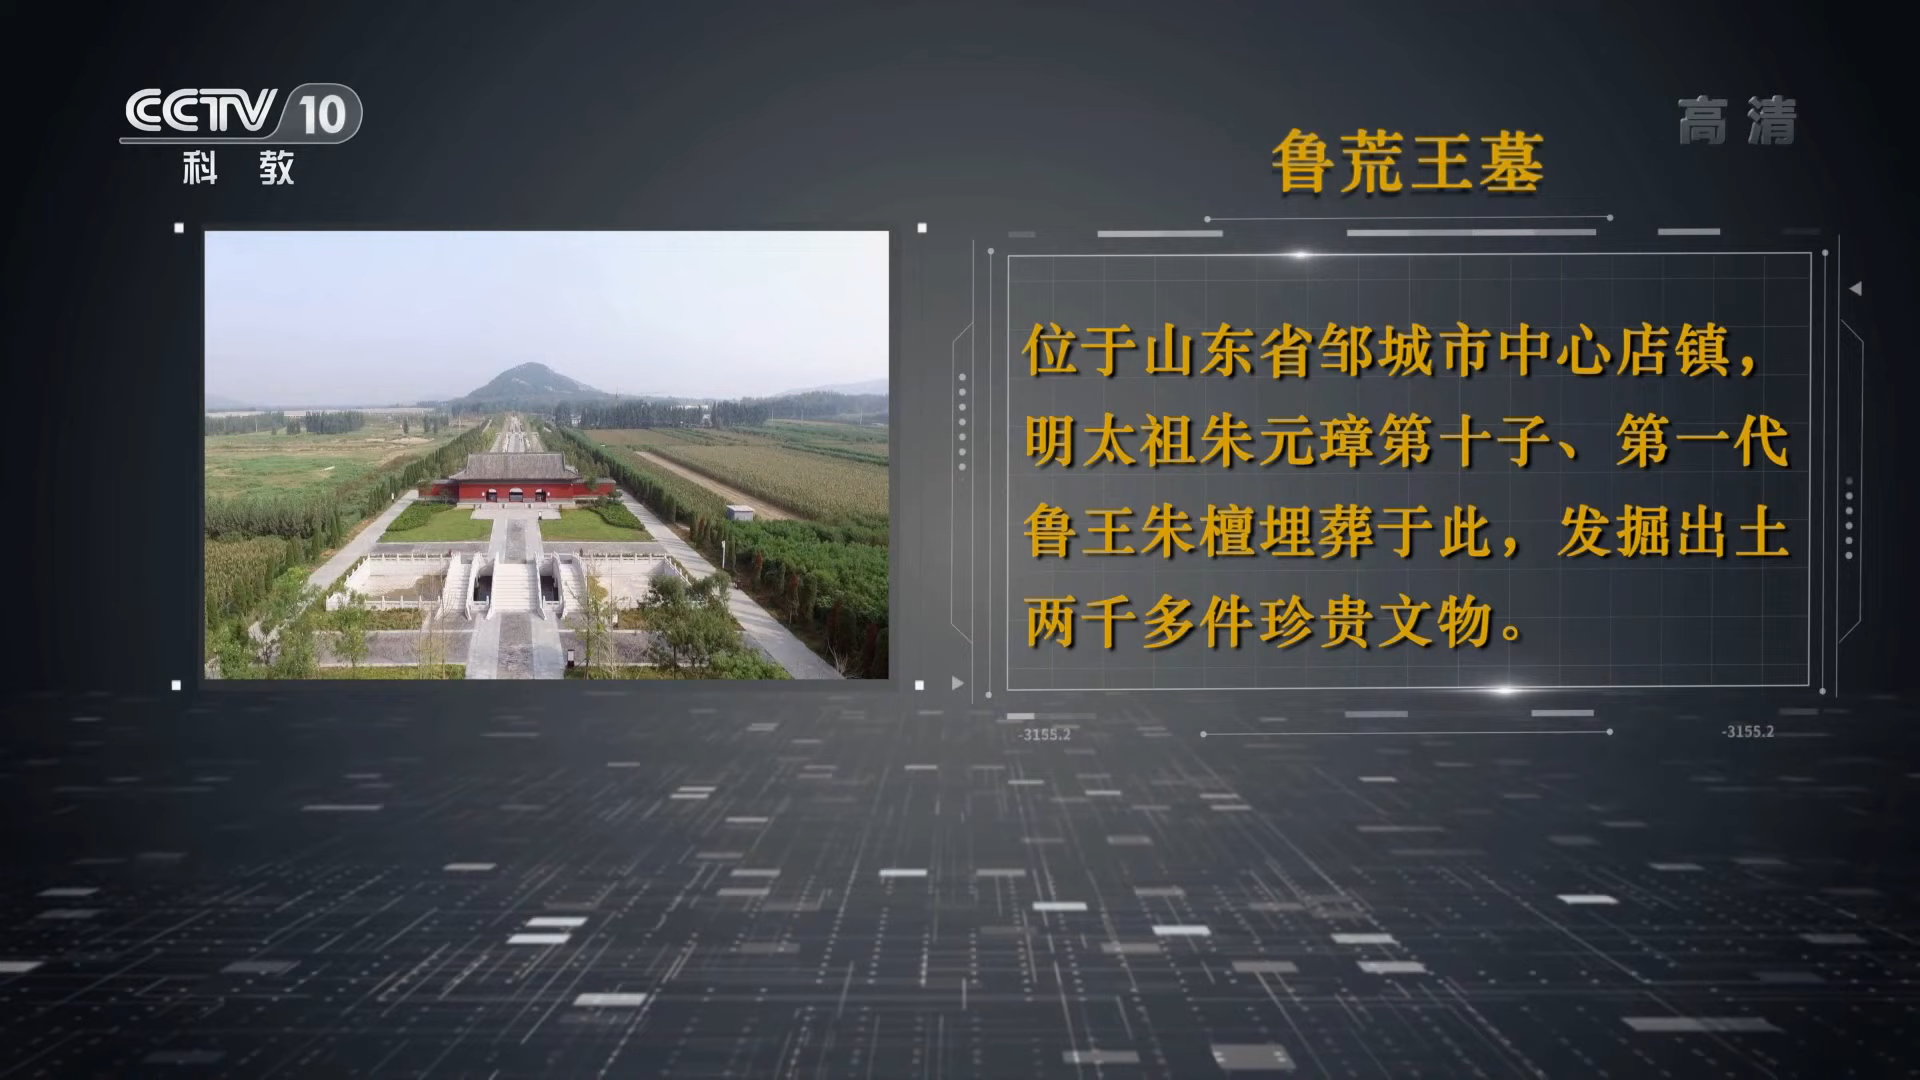 CCTV 10
科教
高清
鲁荒王墓
位于山东省邹城市中心店镇，
明太祖朱元璋第十子、第一代
鲁王朱檀埋葬于此，发掘出土
两千多件珍贵文物。
-3155.2
-3155.2